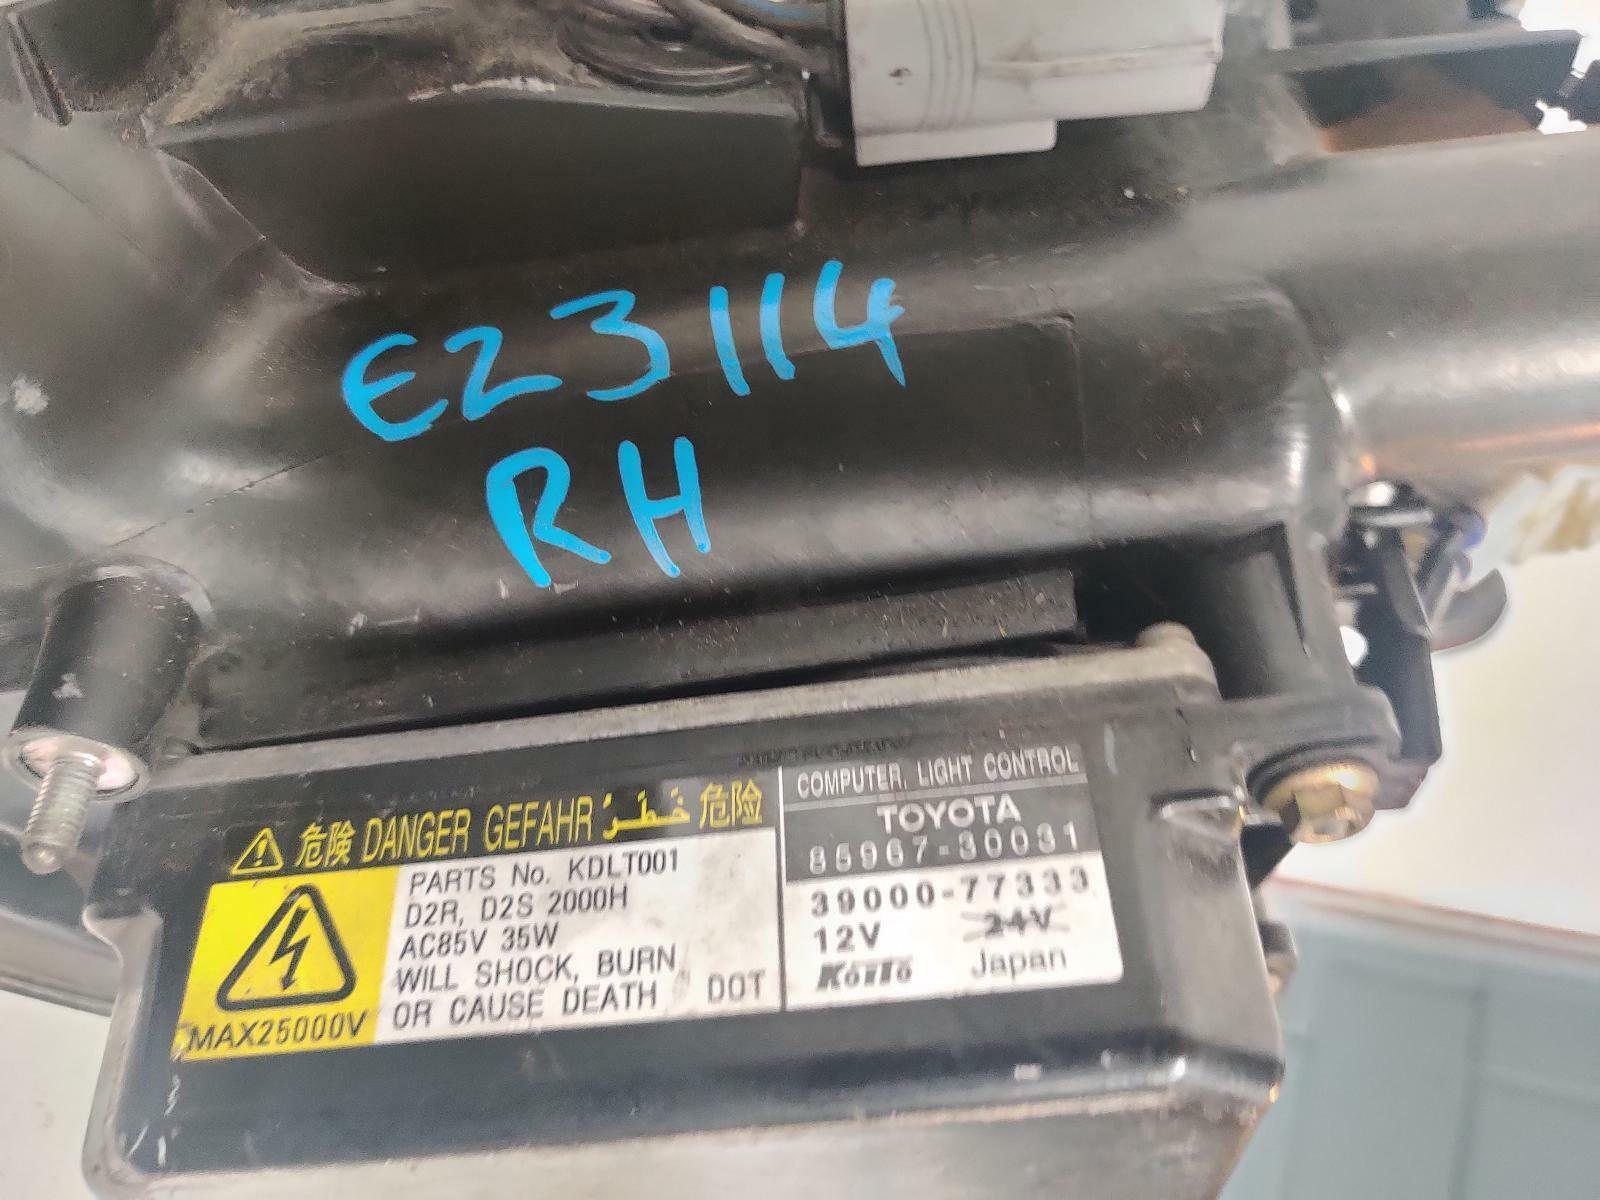 E23114
RH
危険 DANGER GEFAHR خطر 危险
PARTS No. KDLT001
D2R, D2S 2000H
AC85V 35W
WILL SHOCK, BURN
OR CAUSE DEATH DOT
MAX25000V
COMPUTER, LIGHT CONTROL
TOYOTA
85967-30031
39000-77333
12V 24V
Koito Japan